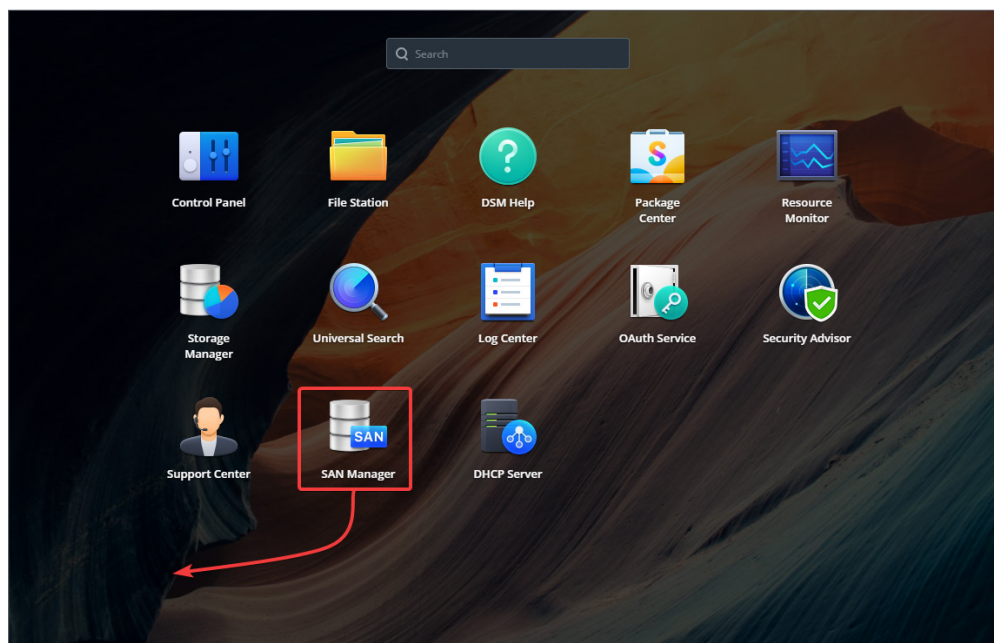 Search
Control Panel
File Station
DSM Help
Package
Center
Resource
Monitor
Storage
Manager
Universal Search
Log Center
OAuth Service
Security Advisor
Support Center
SAN
SAN Manager
DHCP Server